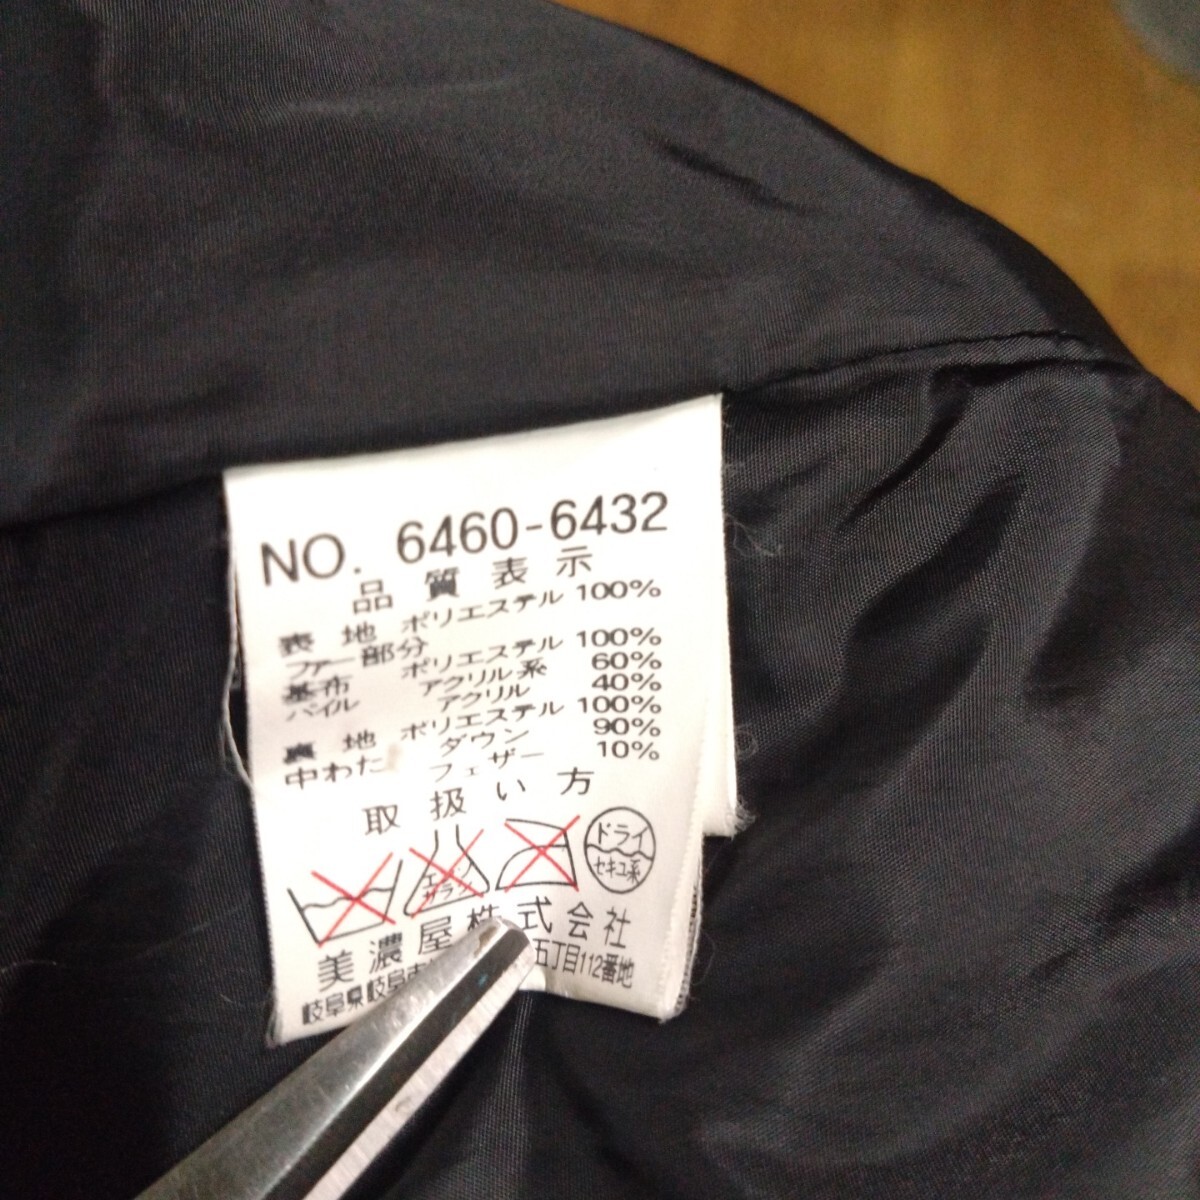 NO. 6460-6432
品質表示
表地 ポリエステル 100%
ファー部分
基布 ポリエステル 100%
パイル アクリル系 60%
アクリル 40%
裏地 ポリエステル 100%
中わた ダウン 90%
フェザー 10%
取扱い方
エンソ サラシ ドライ セキユ系
美濃屋株式会社
岐阜県岐阜市 五丁目112番地